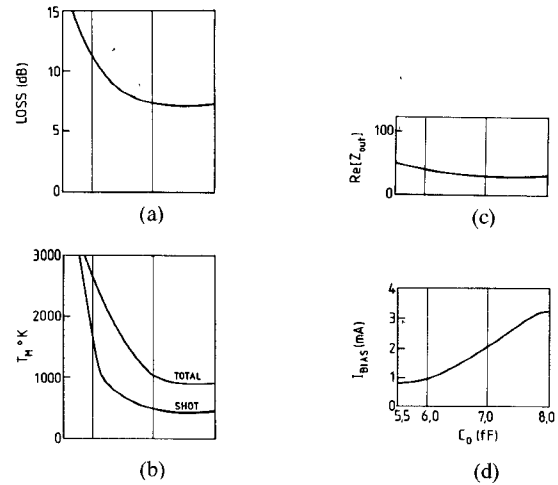 15
10
5
0
LOSS (dB)
(a)
3000
2000
1000
0
T_M °K
TOTAL
SHOT
(b)
100
0
Re[Z_out]
(c)
4
3
2
1
0
I_BIAS (mA)
5,5 6,0 7,0 8,0
C_0 (fF)
(d)